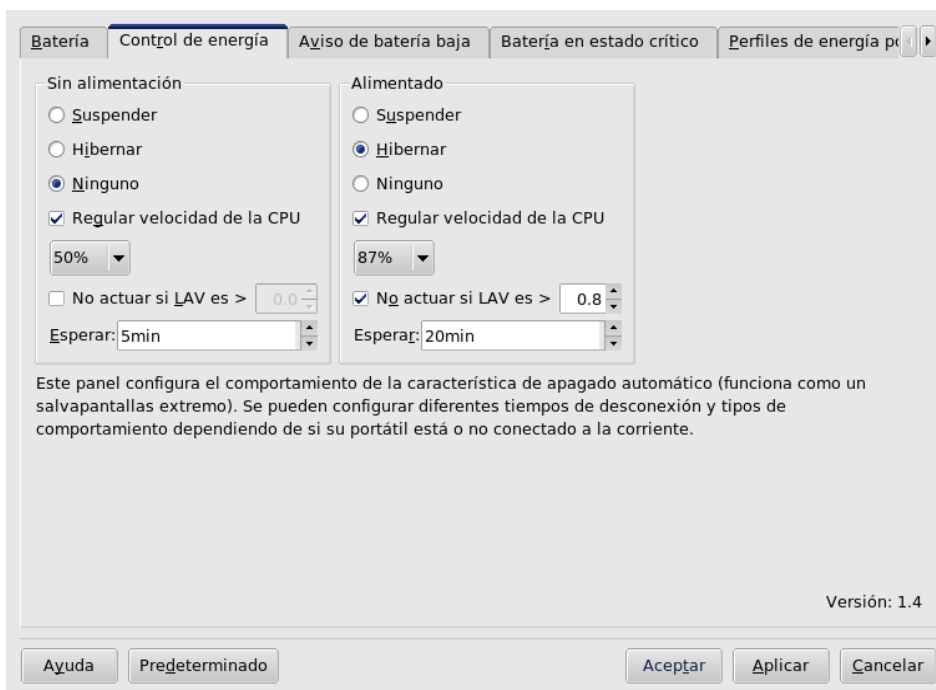 Batería Control de energía Aviso de batería baja Batería en estado crítico Perfiles de energía
Sin alimentación
Suspender
Hibernar
Ninguno
Regular velocidad de la CPU
50%
No actuar si LAV es > 0.0
Esperar: 5min
Alimentado
Suspender
Hibernar
Ninguno
Regular velocidad de la CPU
87%
No actuar si LAV es > 0.8
Esperar: 20min
Este panel configura el comportamiento de la característica de apagado automático (funciona como un
salvapantallas extremo). Se pueden configurar diferentes tiempos de desconexión y tipos de
comportamiento dependiendo de si su portátil está o no conectado a la corriente.
Versión: 1.4
Ayuda Predeterminado Aceptar Aplicar Cancelar